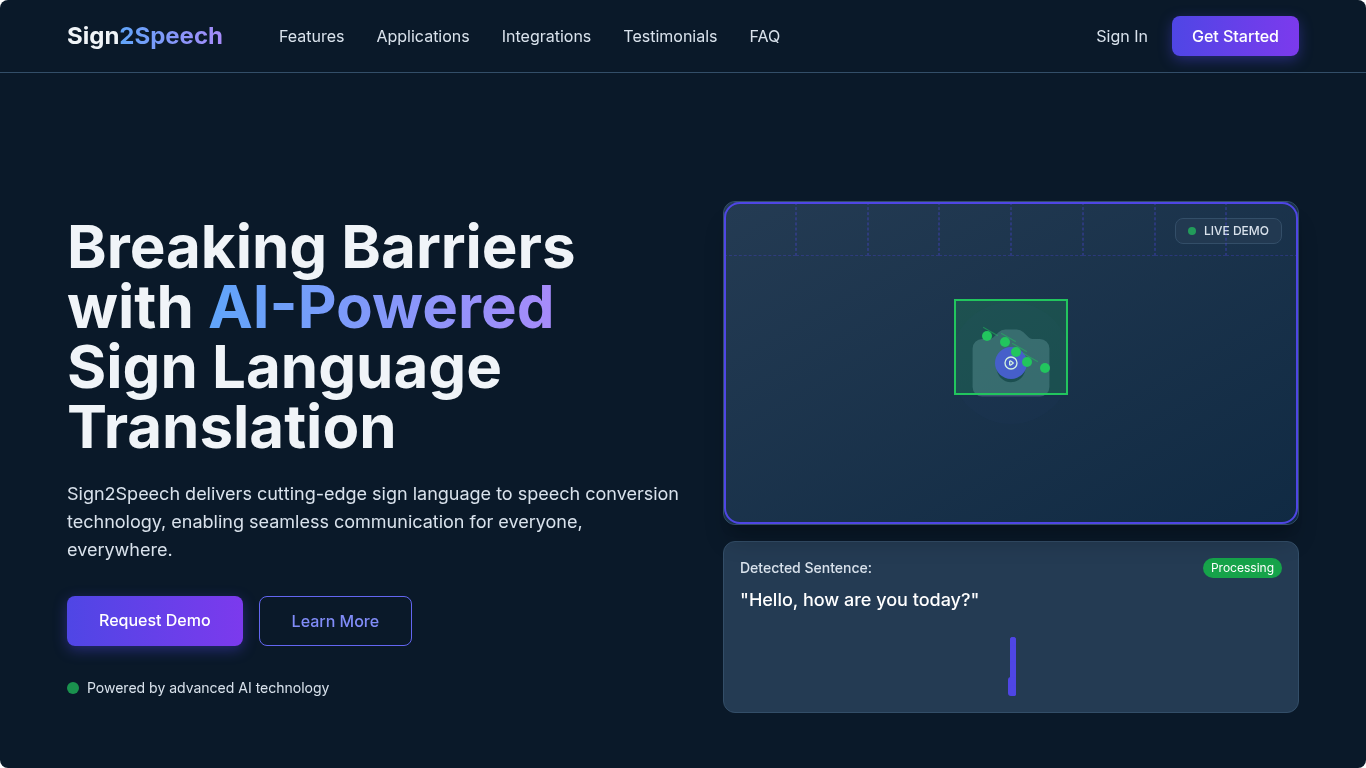 Sign2Speech
Features
Applications
Integrations
Testimonials
FAQ
Sign In
Get Started
Breaking Barriers
with AI-Powered
Sign Language
Translation
Sign2Speech delivers cutting-edge sign language to speech conversion
technology, enabling seamless communication for everyone,
everywhere.
Request Demo
Learn More
Powered by advanced AI technology
LIVE DEMO
Detected Sentence:
Processing
"Hello, how are you today?"